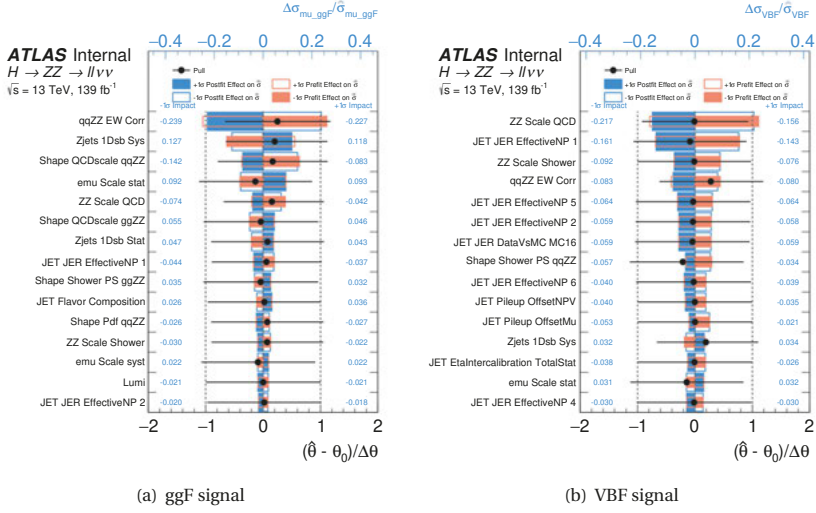 Δσ_mu_ggF/σ̂_mu_ggF
−0.4 −0.2 0 0.2 0.4
ATLAS Internal
H → ZZ → llνν
√s = 13 TeV, 139 fb⁻¹
Pull
+1σ Postfit Effect on σ̂
+1σ Prefit Effect on σ̂
-1σ Postfit Effect on σ̂
-1σ Prefit Effect on σ̂
-1σ Impact
+1σ Impact
qqZZ EW Corr -0.239 -0.227
Zjets 1Dsb Sys 0.127 0.118
Shape QCDscale qqZZ -0.142 -0.083
emu Scale stat 0.092 0.093
ZZ Scale QCD -0.074 -0.042
Shape QCDscale ggZZ 0.055 0.046
Zjets 1Dsb Stat 0.047 0.043
JET JER EffectiveNP 1 -0.044 -0.037
Shape Shower PS ggZZ 0.035 0.032
JET Flavor Composition 0.026 0.036
Shape Pdf qqZZ -0.026 -0.027
ZZ Scale Shower -0.030 -0.022
emu Scale syst 0.022 0.022
Lumi -0.021 -0.021
JET JER EffectiveNP 2 -0.020 -0.018
−2 −1 0 1 2
(θ̂ - θ₀)/Δθ
(a) ggF signal
Δσ_VBF/σ̂_VBF
−0.4 −0.2 0 0.2 0.4
ATLAS Internal
H → ZZ → llνν
√s = 13 TeV, 139 fb⁻¹
Pull
+1σ Postfit Effect on σ̂
+1σ Prefit Effect on σ̂
-1σ Postfit Effect on σ̂
-1σ Prefit Effect on σ̂
-1σ Impact
+1σ Impact
ZZ Scale QCD -0.217 -0.156
JET JER EffectiveNP 1 -0.161 -0.143
ZZ Scale Shower -0.092 -0.076
qqZZ EW Corr -0.083 -0.080
JET JER EffectiveNP 5 -0.064 -0.064
JET JER EffectiveNP 2 -0.059 -0.058
JET JER DataVsMC MC16 -0.059 -0.059
Shape Shower PS qqZZ -0.057 -0.034
JET JER EffectiveNP 6 -0.040 -0.039
JET Pileup OffsetNPV -0.040 -0.035
JET Pileup OffsetMu -0.053 -0.021
Zjets 1Dsb Sys 0.032 0.034
JET EtaIntercalibration TotalStat -0.038 -0.026
emu Scale stat 0.031 0.032
JET JER EffectiveNP 4 -0.030 -0.030
−2 −1 0 1 2
(θ̂ - θ₀)/Δθ
(b) VBF signal